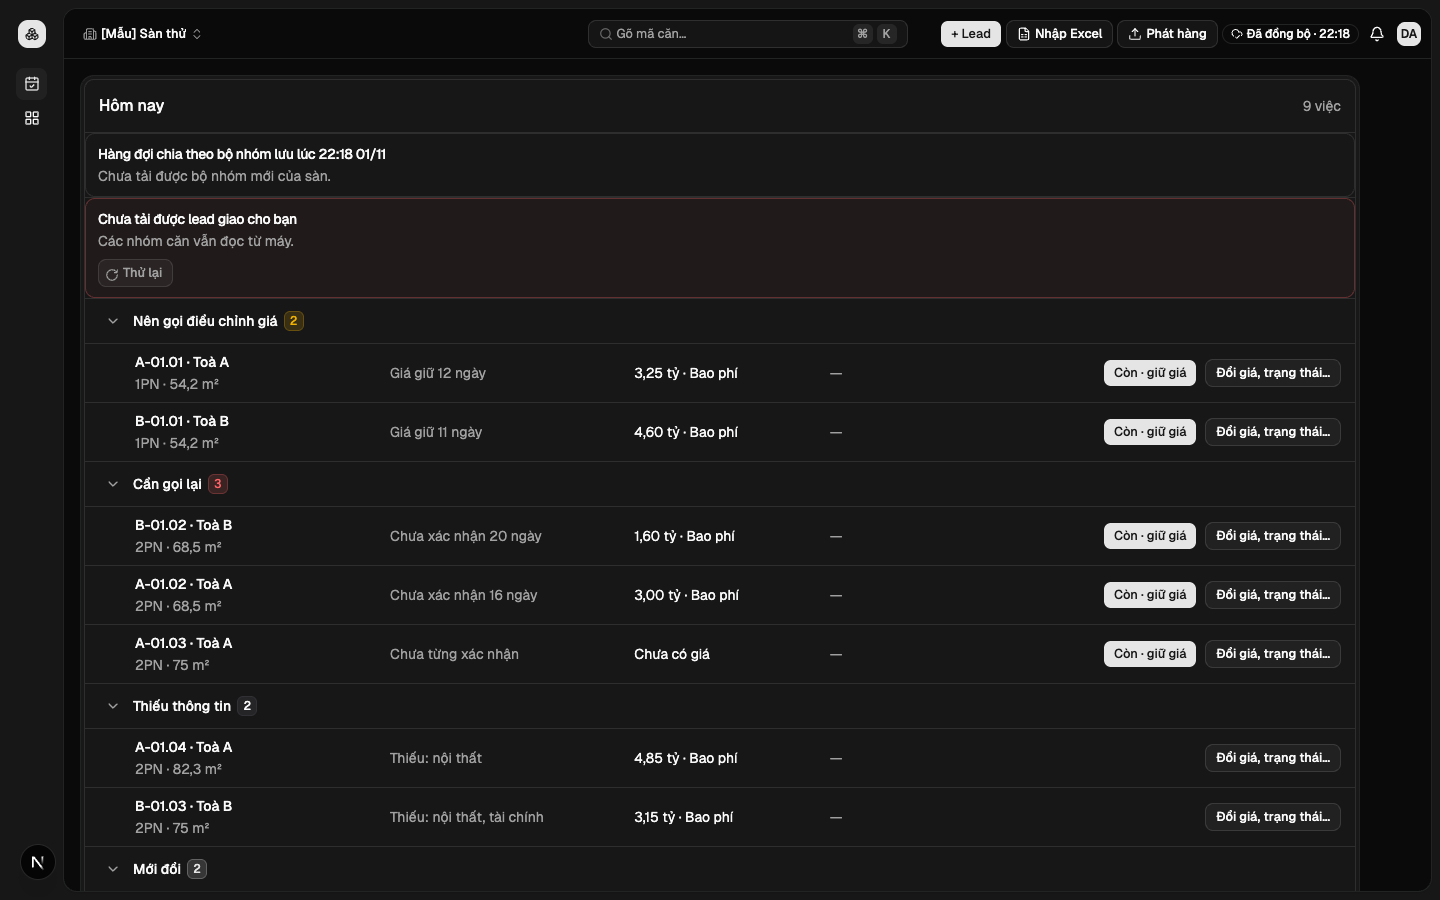 [Mẫu] Sàn thử
Gõ mã căn...
⌘ K
+ Lead
Nhập Excel
Phát hàng
Đã đồng bộ · 22:18
DA
Hôm nay
9 việc
Hàng đợi chia theo bộ nhóm lưu lúc 22:18 01/11
Chưa tải được bộ nhóm mới của sàn.
Chưa tải được lead giao cho bạn
Các nhóm căn vẫn đọc từ máy.
Thử lại
Nên gọi điều chỉnh giá 2
A-01.01 · Toà A
1PN · 54,2 m²
Giá giữ 12 ngày
3,25 tỷ · Bao phí
—
Còn · giữ giá
Đổi giá, trạng thái...
B-01.01 · Toà B
1PN · 54,2 m²
Giá giữ 11 ngày
4,60 tỷ · Bao phí
—
Còn · giữ giá
Đổi giá, trạng thái...
Cần gọi lại 3
B-01.02 · Toà B
2PN · 68,5 m²
Chưa xác nhận 20 ngày
1,60 tỷ · Bao phí
—
Còn · giữ giá
Đổi giá, trạng thái...
A-01.02 · Toà A
2PN · 68,5 m²
Chưa xác nhận 16 ngày
3,00 tỷ · Bao phí
—
Còn · giữ giá
Đổi giá, trạng thái...
A-01.03 · Toà A
2PN · 75 m²
Chưa từng xác nhận
Chưa có giá
—
Còn · giữ giá
Đổi giá, trạng thái...
Thiếu thông tin 2
A-01.04 · Toà A
2PN · 82,3 m²
Thiếu: nội thất
4,85 tỷ · Bao phí
—
Đổi giá, trạng thái...
B-01.03 · Toà B
2PN · 75 m²
Thiếu: nội thất, tài chính
3,15 tỷ · Bao phí
—
Đổi giá, trạng thái...
Mới đổi 2
N